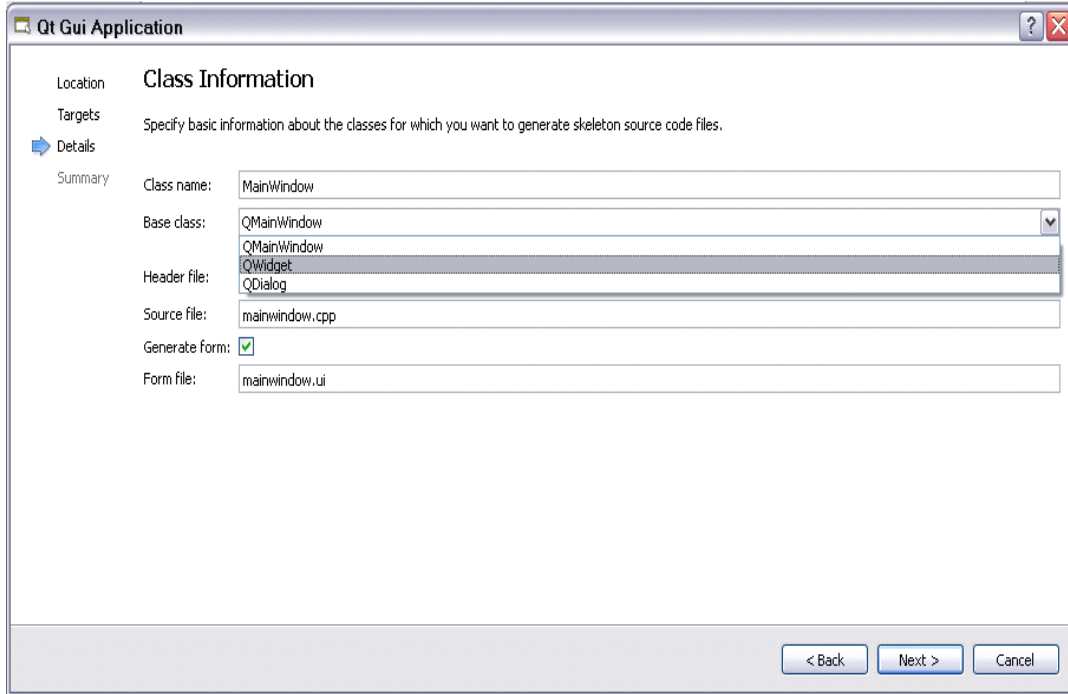 Qt Gui Application
?
Location
Targets
Details
Summary
Class Information
Specify basic information about the classes for which you want to generate skeleton source code files.
Class name: MainWindow
Base class: QMainWindow
QMainWindow
QWidget
QDialog
Header file:
Source file: mainwindow.cpp
Generate form:
Form file: mainwindow.ui
< Back Next > Cancel